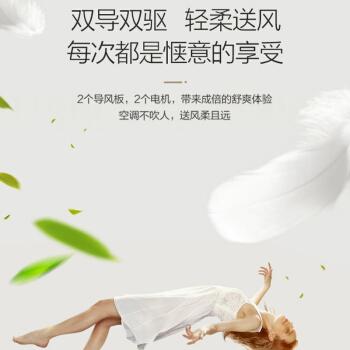 双导双驱 轻柔送风
每次都是惬意的享受
2个导风板，2个电机，带来成倍的舒爽体验
空调不吹人，送风柔且远